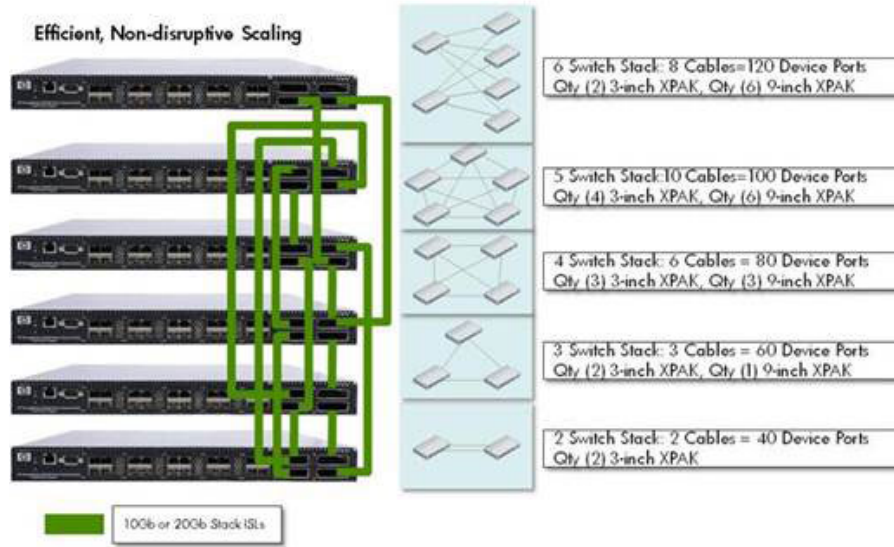 Efficient, Non-disruptive Scaling
6 Switch Stack: 8 Cables=120 Device Ports
Qty (2) 3-inch XPAK, Qty (6) 9-inch XPAK
5 Switch Stack:10 Cables=100 Device Ports
Qty (4) 3-inch XPAK, Qty (6) 9-inch XPAK
4 Switch Stack: 6 Cables = 80 Device Ports
Qty (3) 3-inch XPAK, Qty (3) 9-inch XPAK
3 Switch Stack: 3 Cables = 60 Device Ports
Qty (2) 3-inch XPAK, Qty (1) 9-inch XPAK
2 Switch Stack: 2 Cables = 40 Device Ports
Qty (2) 3-inch XPAK
10Gb or 20Gb Stack ISLs